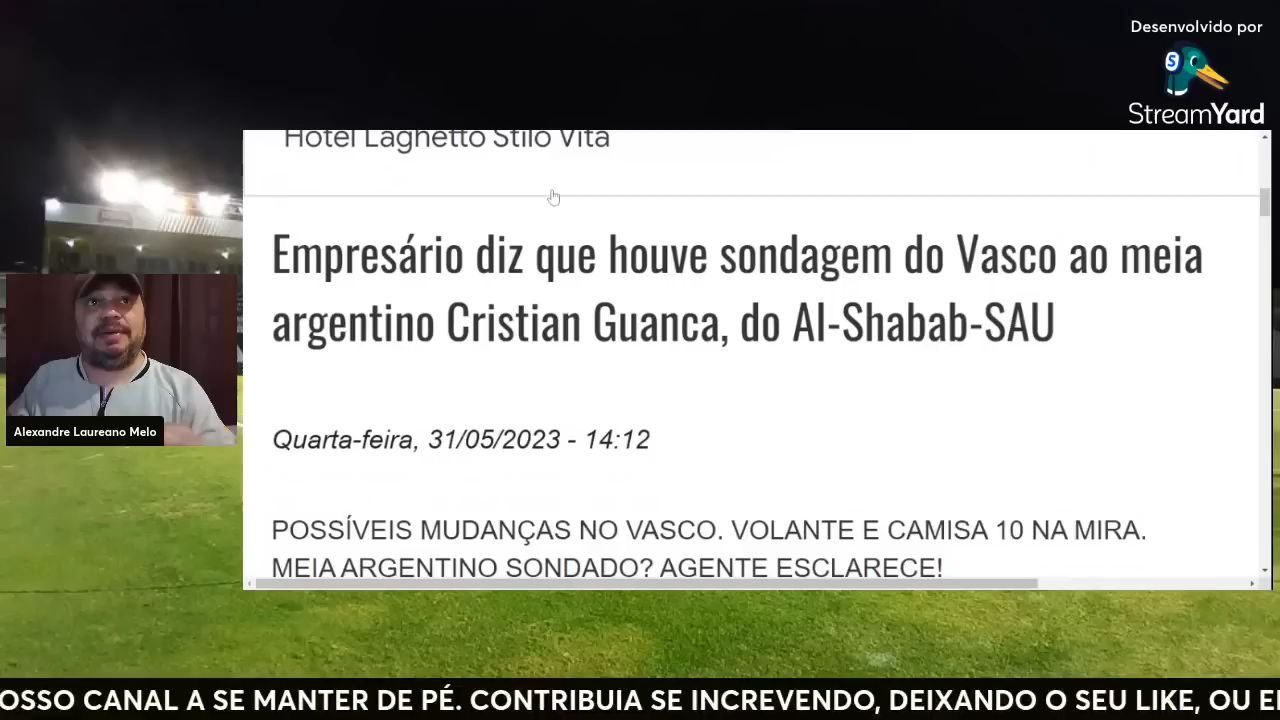 Desenvolvido por
S
StreamYard
Hotel Laghetto Stilo Vita
Empresário diz que houve sondagem do Vasco ao meia
argentino Cristian Guanca, do Al-Shabab-SAU
Quarta-feira, 31/05/2023 - 14:12
POSSÍVEIS MUDANÇAS NO VASCO. VOLANTE E CAMISA 10 NA MIRA.
MEIA ARGENTINO SONDADO? AGENTE ESCLARECE!
Alexandre Laureano Melo
OSSO CANAL A SE MANTER DE PÉ. CONTRIBUIA SE INCREVENDO, DEIXANDO O SEU LIKE, OU E